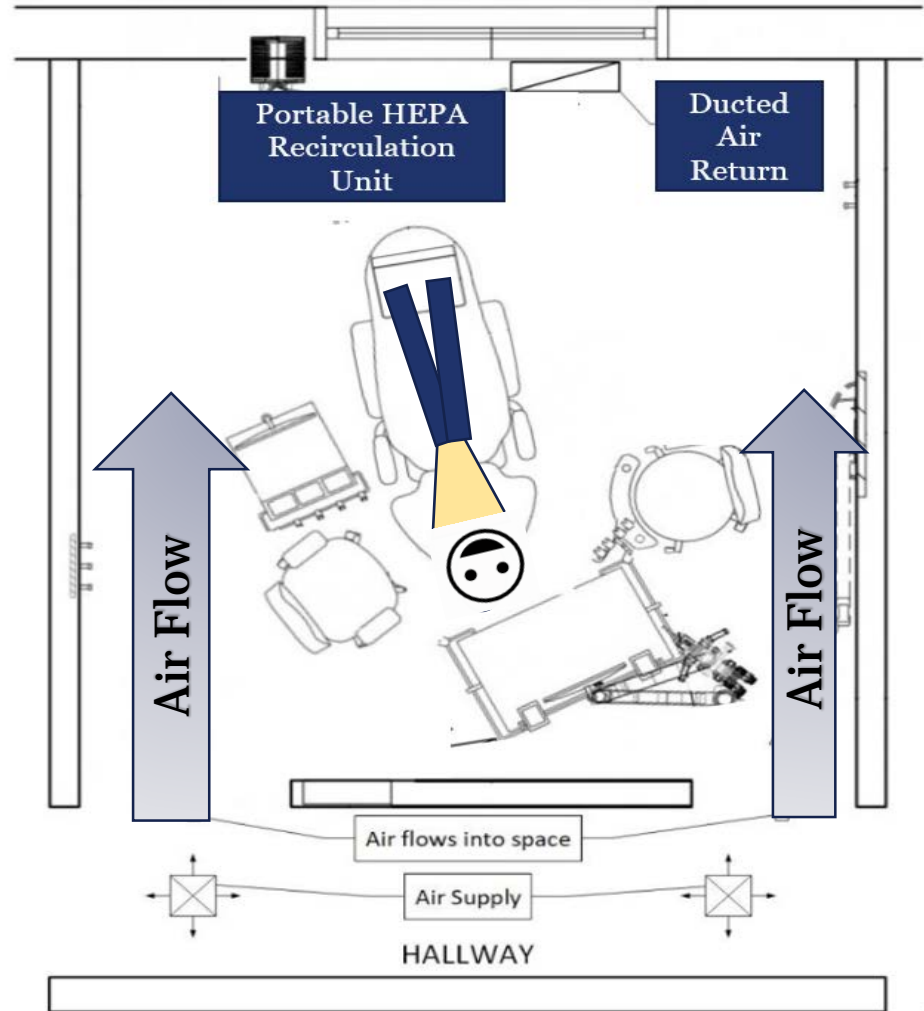 Portable HEPA
Recirculation
Unit
Ducted
Air
Return
Air Flow
Air Flow
Air flows into space
Air Supply
HALLWAY